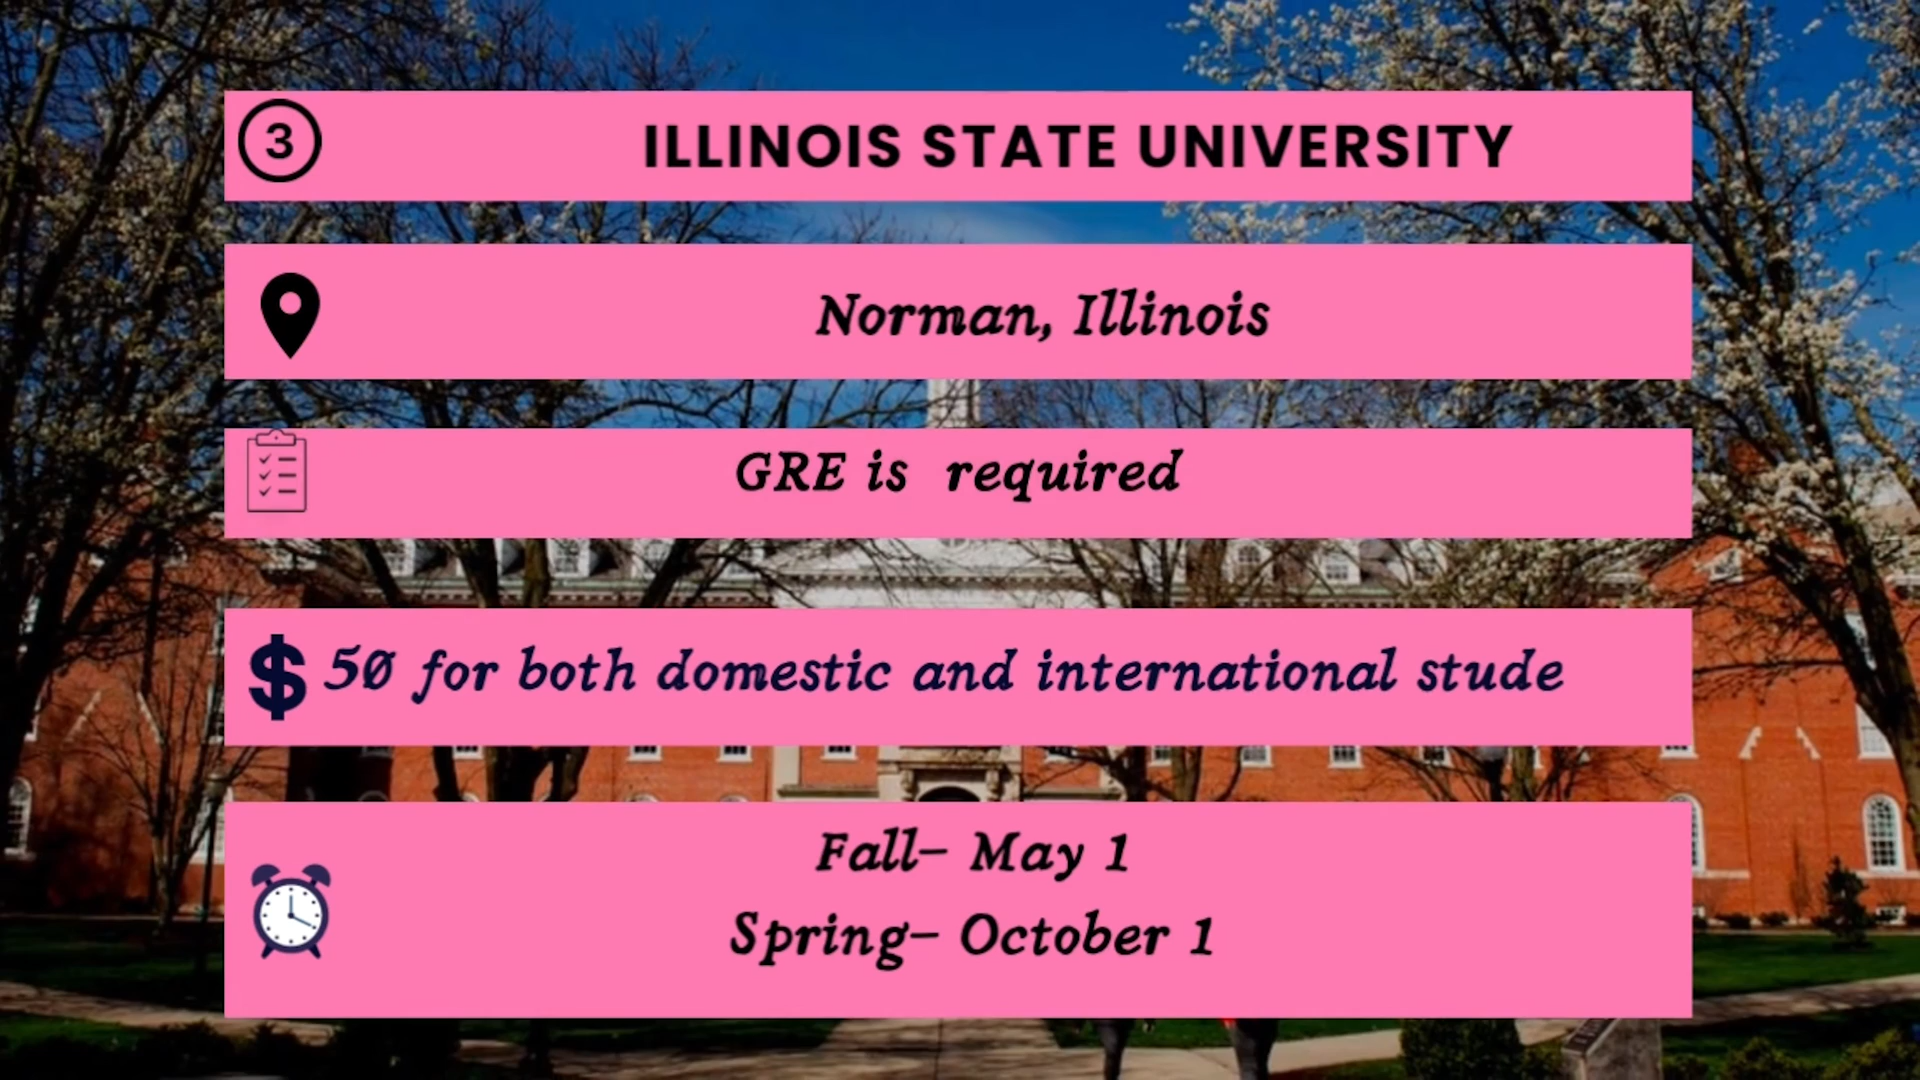 3 ILLINOIS STATE UNIVERSITY
Norman, Illinois
GRE is required
$ 50 for both domestic and international stude
Fall- May 1
Spring- October 1